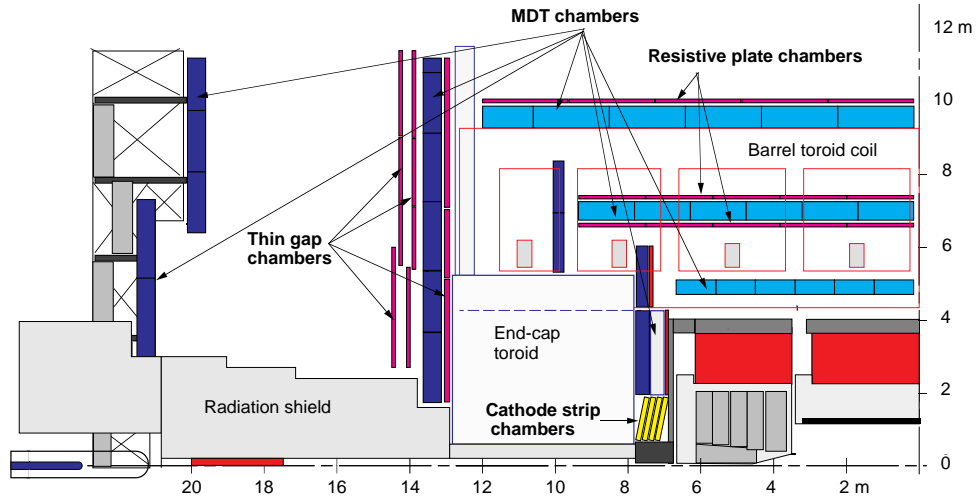 MDT chambers
12 m
Resistive plate chambers
10
Barrel toroid coil
8
Thin gap
chambers
6
4
End-cap
toroid
2
Radiation shield
Cathode strip
chambers
0
20 18 16 14 12 10 8 6 4 2 m